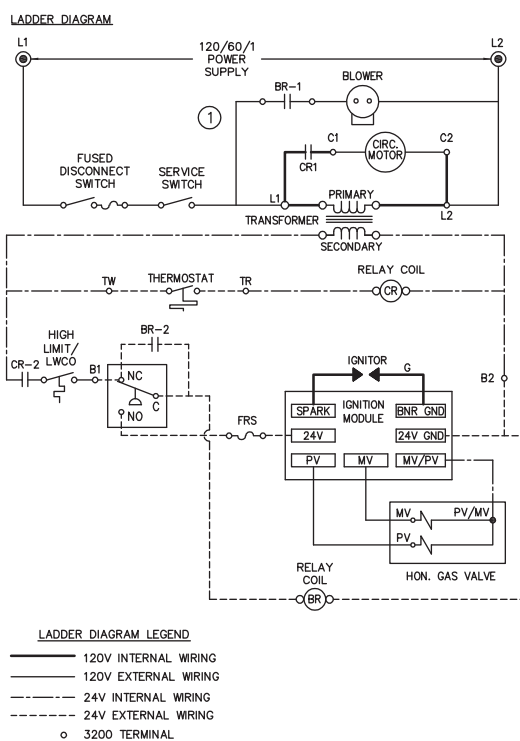 LADDER DIAGRAM
L1
120/60/1
POWER
SUPPLY
L2
BLOWER
BR-1
1
C1
CIRC.
MOTOR
C2
CR1
FUSED
DISCONNECT
SWITCH
SERVICE
SWITCH
L1
PRIMARY
L2
TRANSFORMER
SECONDARY
RELAY COIL
TW
THERMOSTAT
TR
CR
HIGH
LIMIT/
LWCO
BR-2
CR-2
B1
NC
C
NO
IGNITOR
G
B2
SPARK
IGNITION
MODULE
BNR GND
FRS
24V
24V GND
PV
MV
MV/PV
MV
PV/MV
PV
HON. GAS VALVE
RELAY
COIL
BR
LADDER DIAGRAM LEGEND
120V INTERNAL WIRING
120V EXTERNAL WIRING
24V INTERNAL WIRING
24V EXTERNAL WIRING
3200 TERMINAL